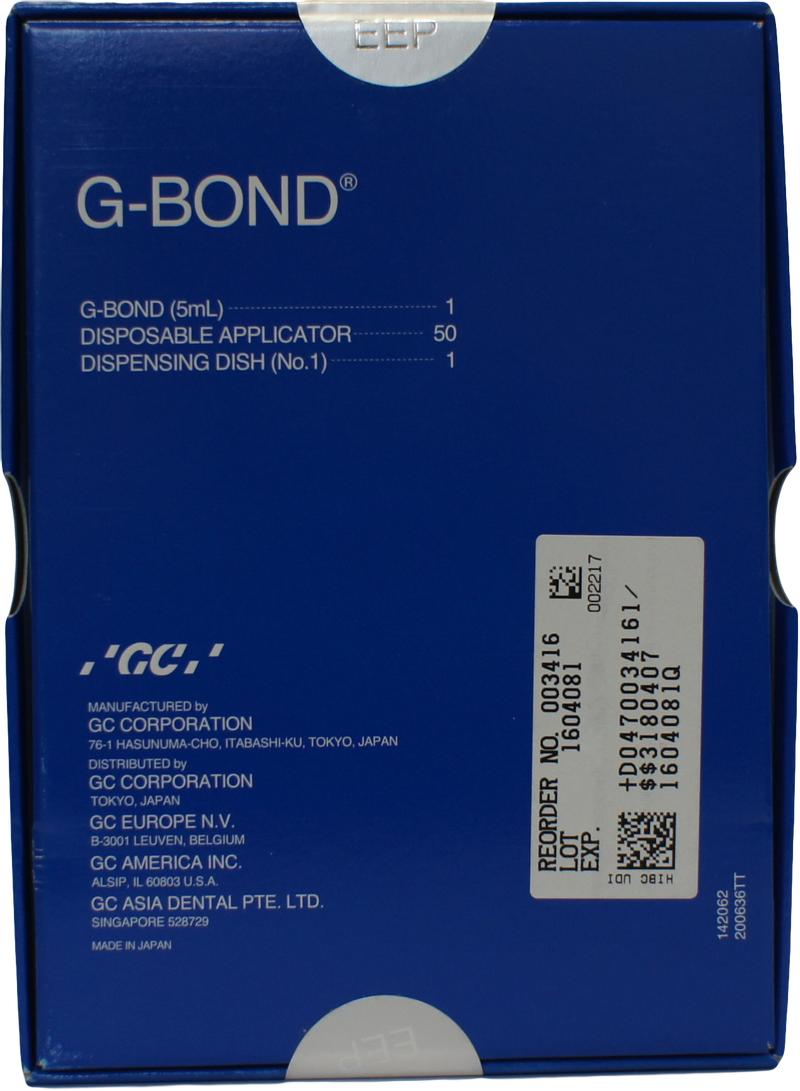 EEP
G-BOND®
G-BOND (5mL) 1
DISPOSABLE APPLICATOR 50
DISPENSING DISH (No.1) 1
GC
MANUFACTURED by
GC CORPORATION
76-1 HASUNUMA-CHO, ITABASHI-KU, TOKYO, JAPAN
DISTRIBUTED by
GC CORPORATION
TOKYO, JAPAN
GC EUROPE N.V.
B-3001 LEUVEN, BELGIUM
GC AMERICA INC.
ALSIP, IL 60803 U.S.A.
GC ASIA DENTAL PTE. LTD.
SINGAPORE 528729
MADE IN JAPAN
REORDER NO. 003416
LOT 1604081
EXP.
002217
+D0470034161/
$$3180407
1604081Q
HIBC UDI
142062
200636TT
EEP